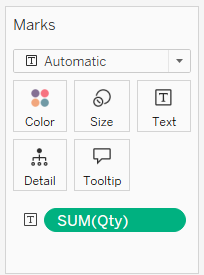 Marks
T Automatic
Color Size Text
Detail Tooltip
T SUM(Qty)